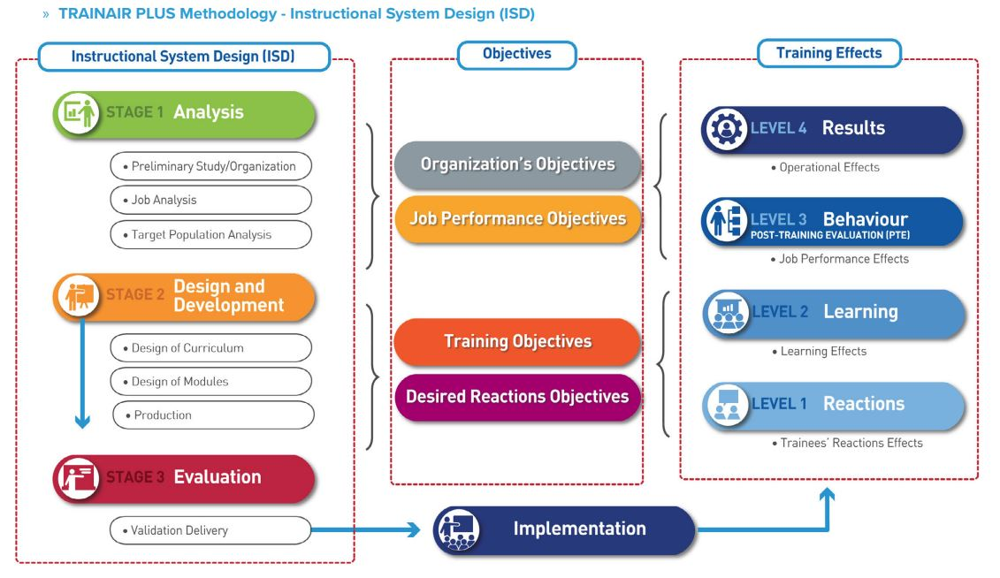 » TRAINAIR PLUS Methodology - Instructional System Design (ISD)
Instructional System Design (ISD)
STAGE 1 Analysis
• Preliminary Study/Organization
• Job Analysis
• Target Population Analysis
STAGE 2 Design and
Development
• Design of Curriculum
• Design of Modules
• Production
STAGE 3 Evaluation
• Validation Delivery
Objectives
Organization's Objectives
Job Performance Objectives
Training Objectives
Desired Reactions Objectives
Implementation
Training Effects
LEVEL 4 Results
• Operational Effects
LEVEL 3 Behaviour
POST-TRAINING EVALUATION (PTE)
• Job Performance Effects
LEVEL 2 Learning
• Learning Effects
LEVEL 1 Reactions
• Trainees' Reactions Effects